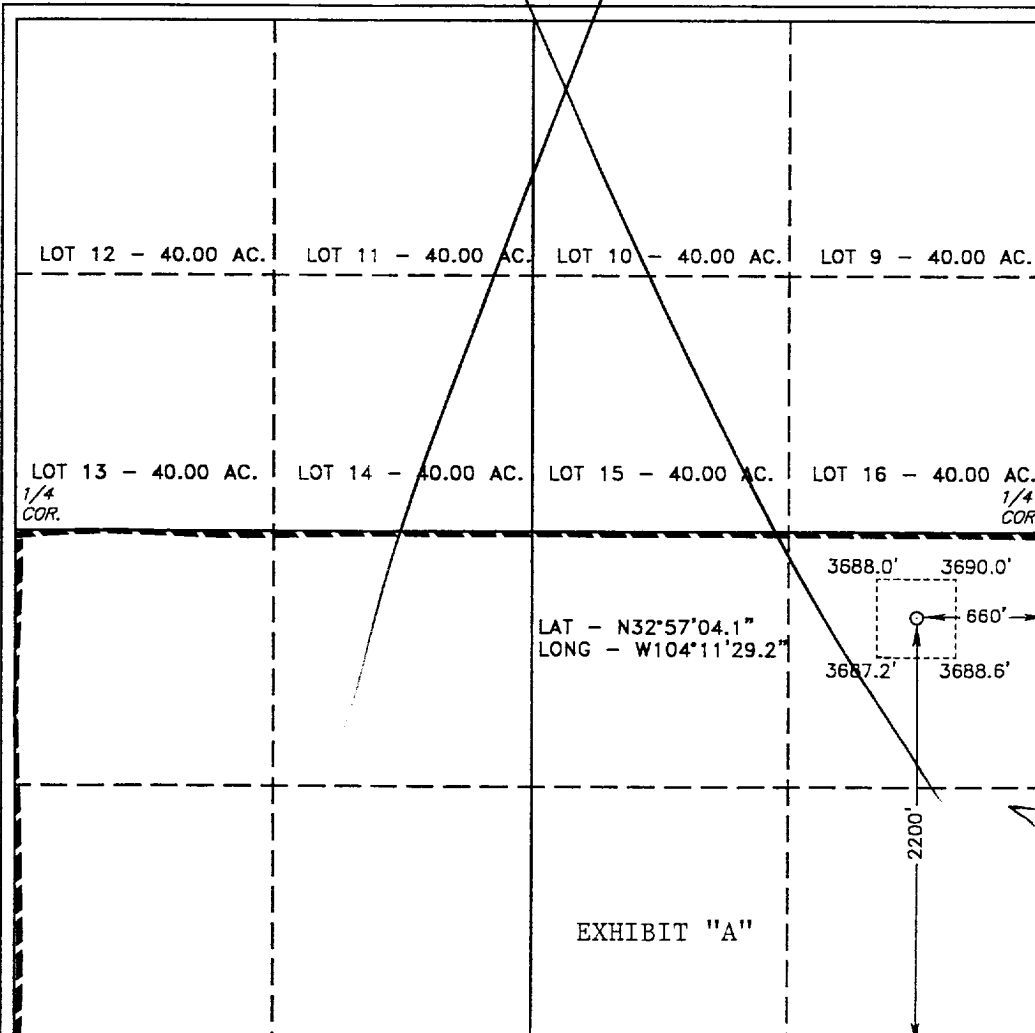 LOT 12 - 40.00 AC. LOT 11 - 40.00 AC. LOT 10 - 40.00 AC. LOT 9 - 40.00 AC.
LOT 13 - 40.00 AC. LOT 14 - 40.00 AC. LOT 15 - 40.00 AC. LOT 16 - 40.00 AC.
1/4 1/4
COR. COR
3688.0' 3690.0'
660'
LAT - N32°57'04.1"
LONG - W104°11'29.2"
3687.2' 3688.6'
2200'
EXHIBIT "A"